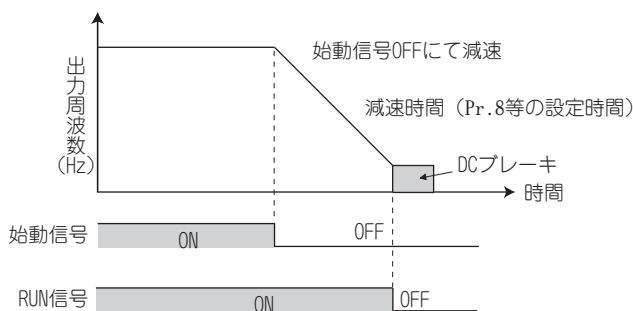 出力周波数
(Hz)
始動信号OFFにて減速
減速時間（Pr.8等の設定時間）
DCブレーキ
時間
始動信号
ON
OFF
RUN信号
ON
OFF